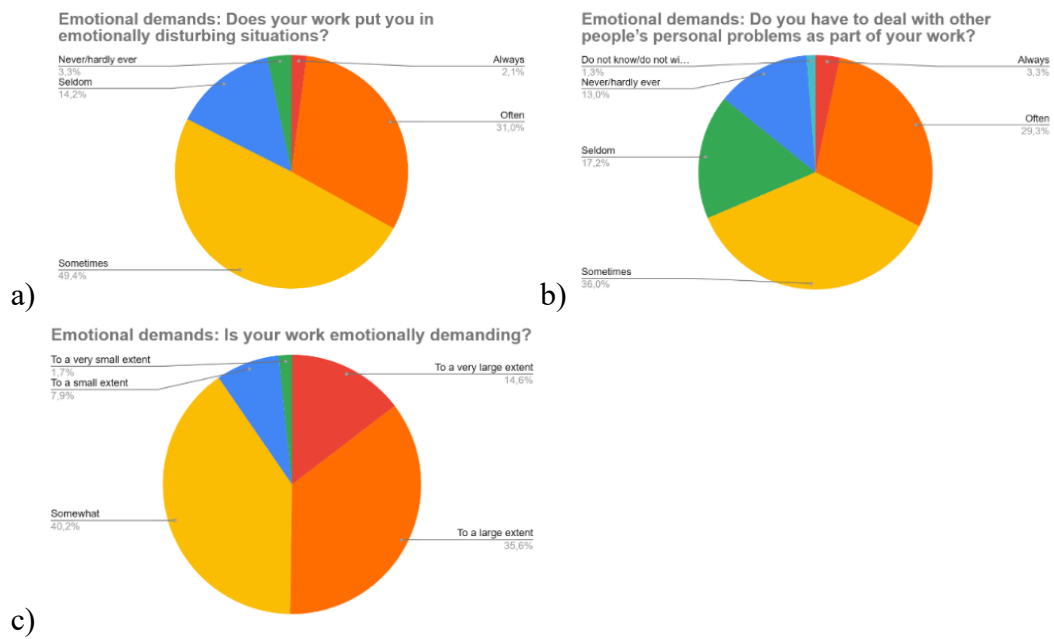 Emotional demands: Does your work put you in
emotionally disturbing situations?
Never/hardly ever
3,3%
Seldom
14,2%
Always
2,1%
Often
31,0%
Sometimes
49,4%
a)
Emotional demands: Do you have to deal with other
people’s personal problems as part of your work?
Do not know/do not wi…
1,3%
Never/hardly ever
13,0%
Always
3,3%
Often
29,3%
Seldom
17,2%
Sometimes
36,0%
b)
Emotional demands: Is your work emotionally demanding?
To a very small extent
1,7%
To a small extent
7,9%
To a very large extent
14,6%
Somewhat
40,2%
To a large extent
35,6%
c)